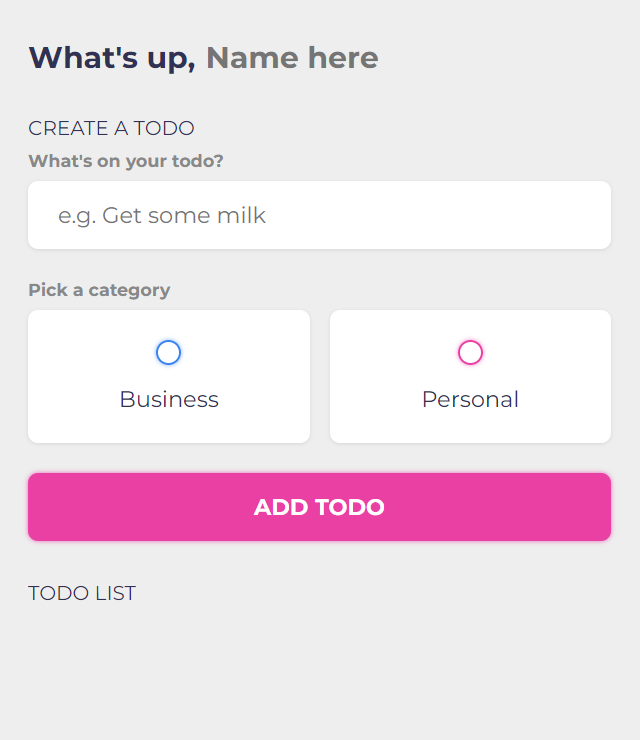 What's up, Name here
CREATE A TODO
What's on your todo?
e.g. Get some milk
Pick a category
Business
Personal
ADD TODO
TODO LIST